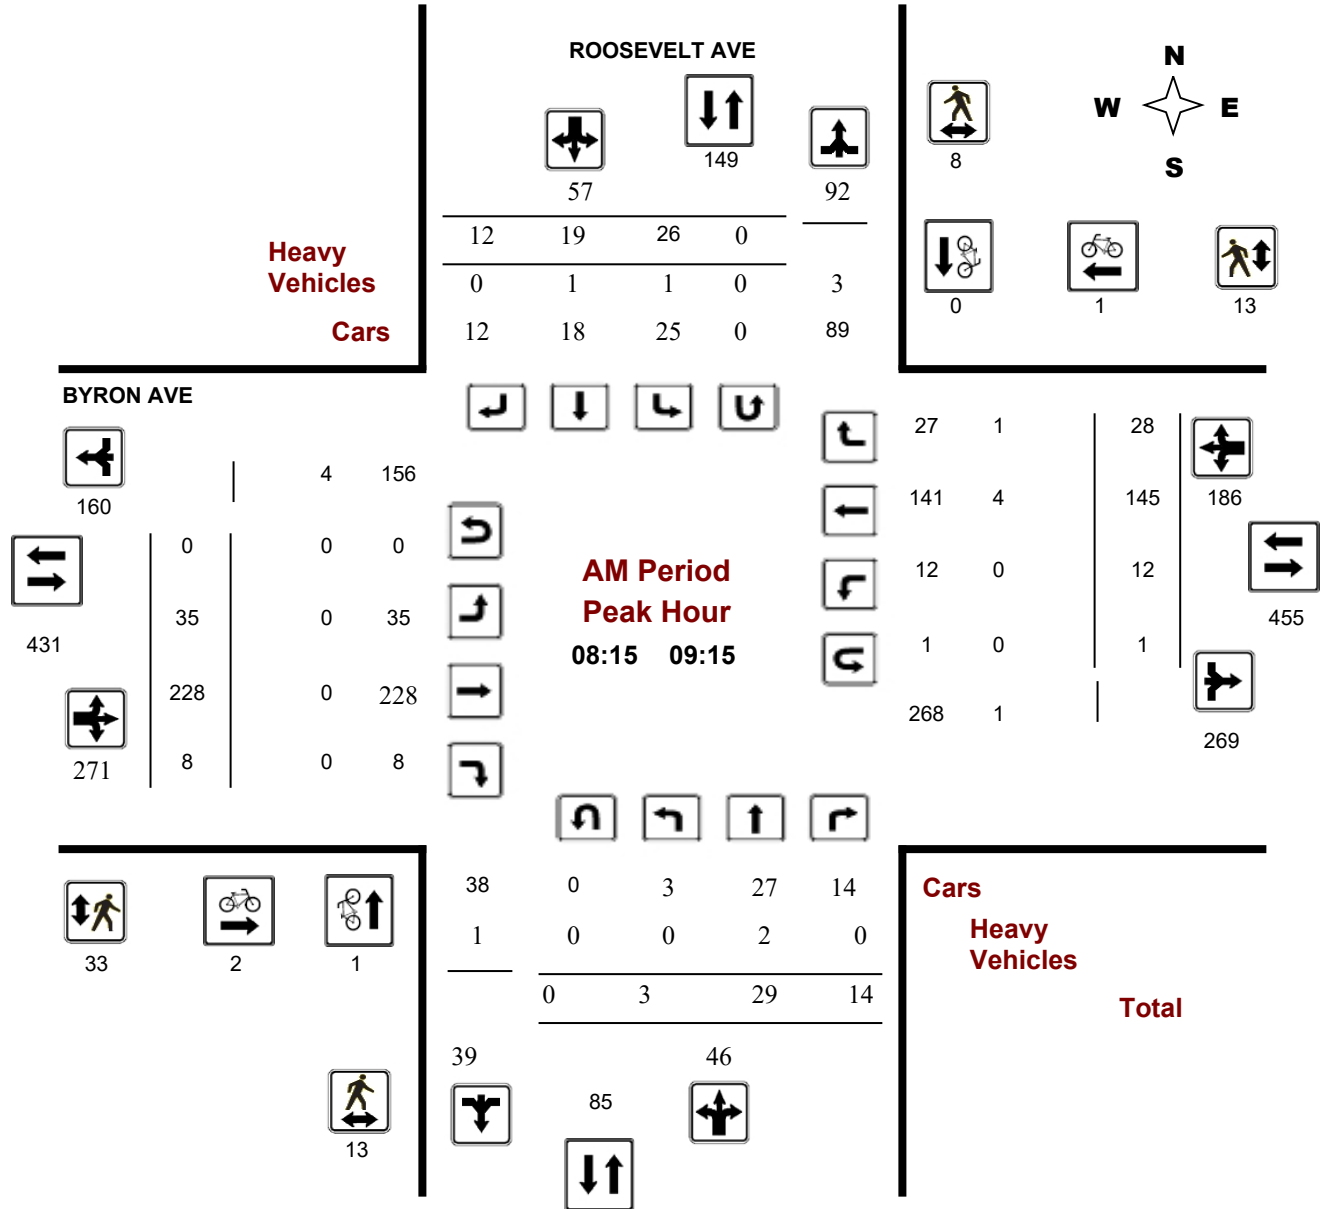 ROOSEVELT AVE
N
W E
S
149
8
57
92
12 19 26 0
Heavy
Vehicles
0 1 1 0 3
0 1 13
Cars
12 18 25 0 89
BYRON AVE
27 1 28
4 156
160
141 4 145 186
0 0 0
AM Period
12 0 12
Peak Hour
35 0 35
455
431
08:15 09:15
1 0 1
228 0 228
268 1
269
271 8 0 8
38 0 3 27 14
Cars
1 0 0 2 0
Heavy
Vehicles
33 2 1
0 3 29 14
Total
39 46
85
13